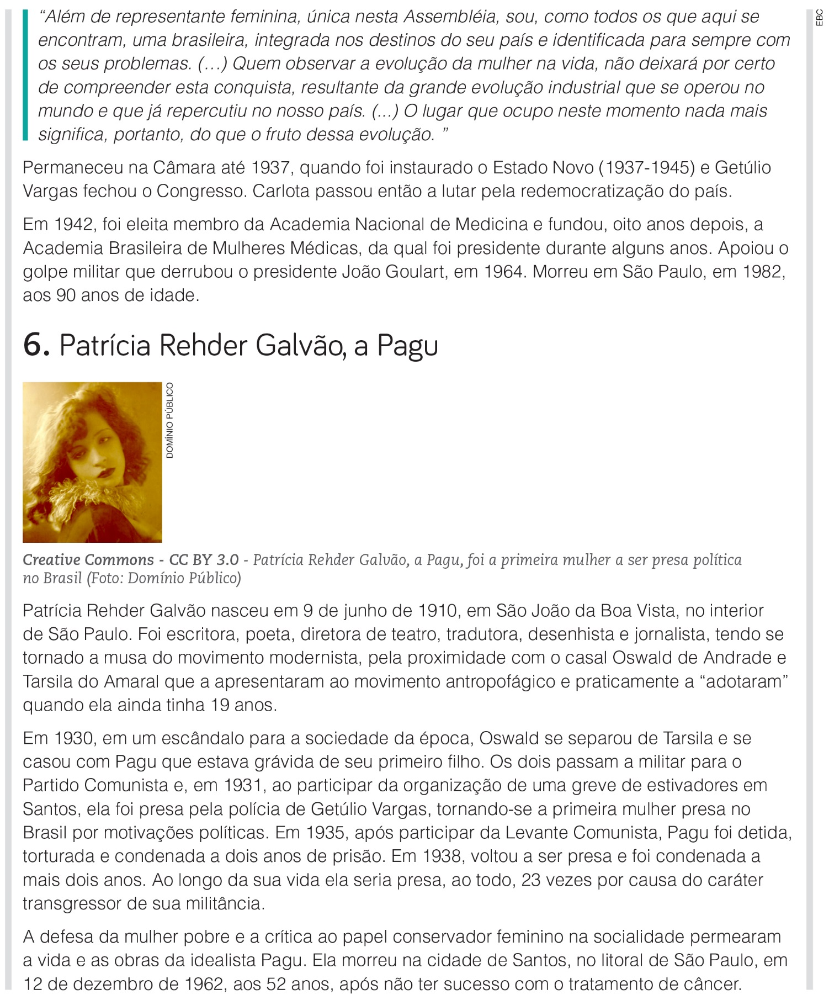 “Além de representante feminina, única nesta Assembléia, sou, como todos os que aqui se
encontram, uma brasileira, integrada nos destinos do seu país e identificada para sempre com
os seus problemas. (…) Quem observar a evolução da mulher na vida, não deixará por certo
de compreender esta conquista, resultante da grande evolução industrial que se operou no
mundo e que já repercutiu no nosso país. (...) O lugar que ocupo neste momento nada mais
significa, portanto, do que o fruto dessa evolução. ”
EBC
Permaneceu na Câmara até 1937, quando foi instaurado o Estado Novo (1937-1945) e Getúlio
Vargas fechou o Congresso. Carlota passou então a lutar pela redemocratização do país.
Em 1942, foi eleita membro da Academia Nacional de Medicina e fundou, oito anos depois, a
Academia Brasileira de Mulheres Médicas, da qual foi presidente durante alguns anos. Apoiou o
golpe militar que derrubou o presidente João Goulart, em 1964. Morreu em São Paulo, em 1982,
aos 90 anos de idade.
6. Patrícia Rehder Galvão, a Pagu
DOMÍNIO PÚBLICO
Creative Commons - CC BY 3.0 - Patrícia Rehder Galvão, a Pagu, foi a primeira mulher a ser presa política
no Brasil (Foto: Domínio Público)
Patrícia Rehder Galvão nasceu em 9 de junho de 1910, em São João da Boa Vista, no interior
de São Paulo. Foi escritora, poeta, diretora de teatro, tradutora, desenhista e jornalista, tendo se
tornado a musa do movimento modernista, pela proximidade com o casal Oswald de Andrade e
Tarsila do Amaral que a apresentaram ao movimento antropofágico e praticamente a “adotaram”
quando ela ainda tinha 19 anos.
Em 1930, em um escândalo para a sociedade da época, Oswald se separou de Tarsila e se
casou com Pagu que estava grávida de seu primeiro filho. Os dois passam a militar para o
Partido Comunista e, em 1931, ao participar da organização de uma greve de estivadores em
Santos, ela foi presa pela polícia de Getúlio Vargas, tornando-se a primeira mulher presa no
Brasil por motivações políticas. Em 1935, após participar da Levante Comunista, Pagu foi detida,
torturada e condenada a dois anos de prisão. Em 1938, voltou a ser presa e foi condenada a
mais dois anos. Ao longo da sua vida ela seria presa, ao todo, 23 vezes por causa do caráter
transgressor de sua militância.
A defesa da mulher pobre e a crítica ao papel conservador feminino na socialidade permearam
a vida e as obras da idealista Pagu. Ela morreu na cidade de Santos, no litoral de São Paulo, em
12 de dezembro de 1962, aos 52 anos, após não ter sucesso com o tratamento de câncer.